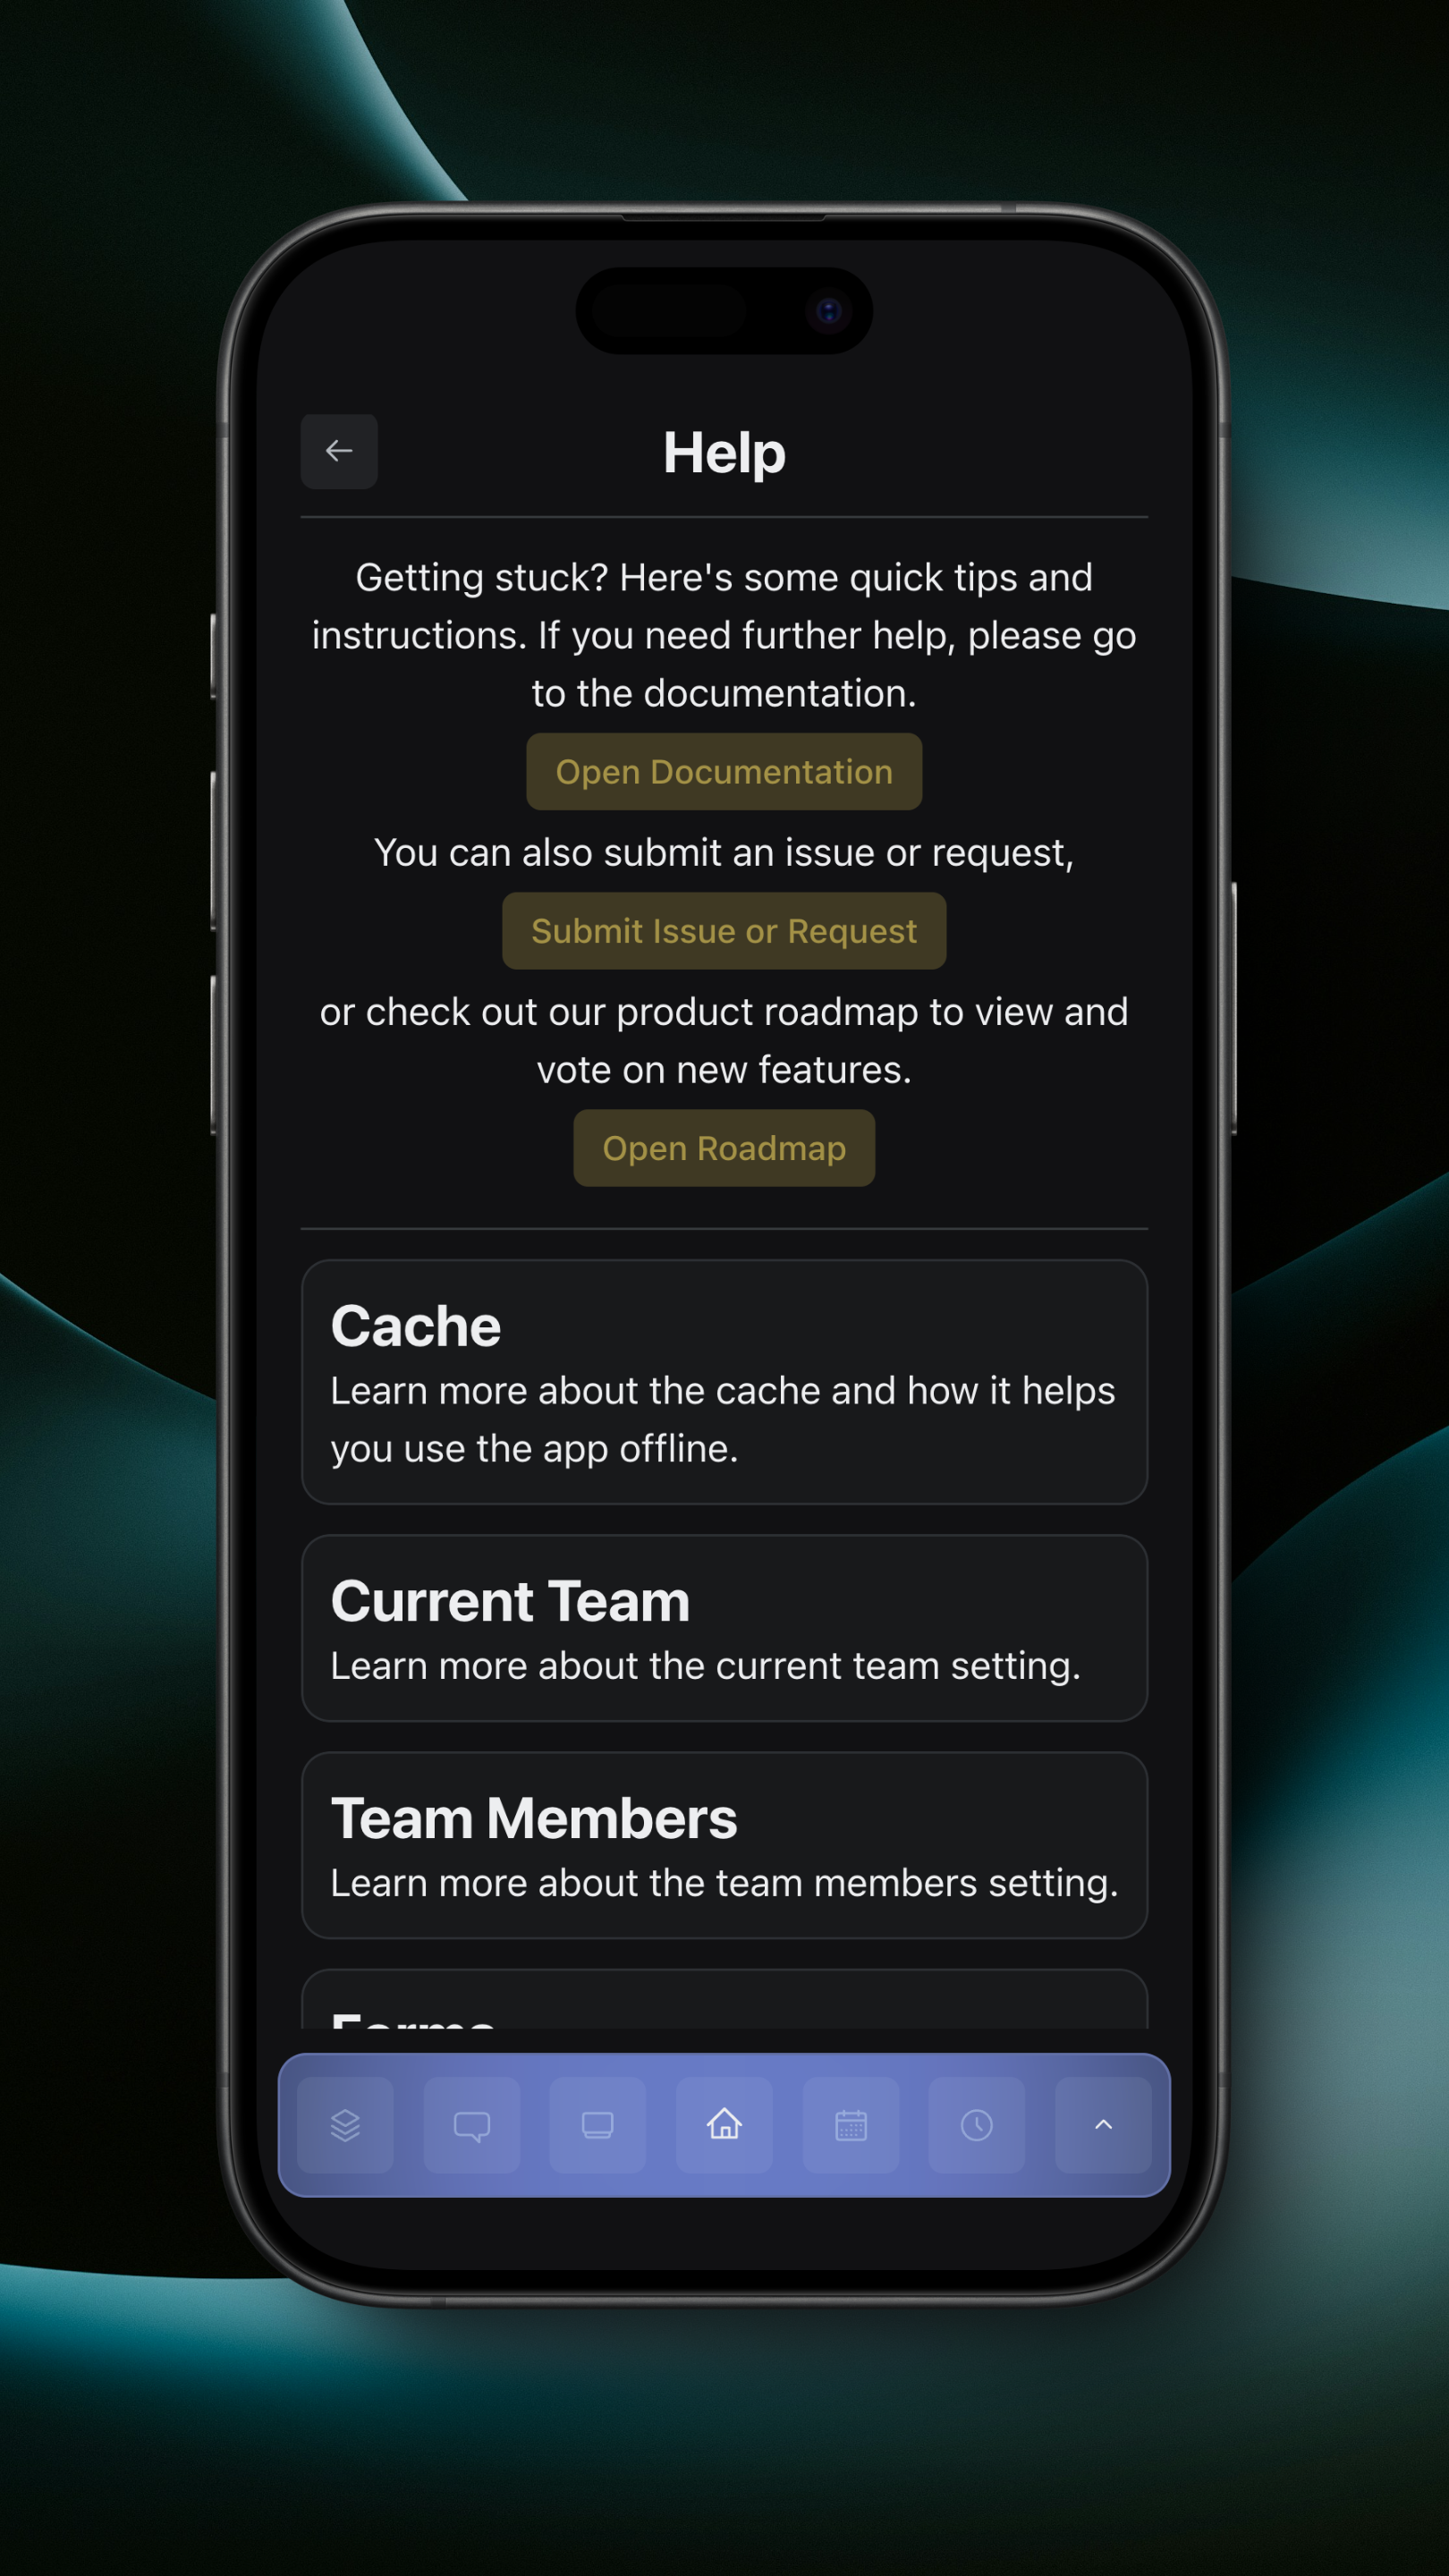 Help
Getting stuck? Here's some quick tips and
instructions. If you need further help, please go
to the documentation.
Open Documentation
You can also submit an issue or request,
Submit Issue or Request
or check out our product roadmap to view and
vote on new features.
Open Roadmap
Cache
Learn more about the cache and how it helps
you use the app offline.
Current Team
Learn more about the current team setting.
Team Members
Learn more about the team members setting.
Forms